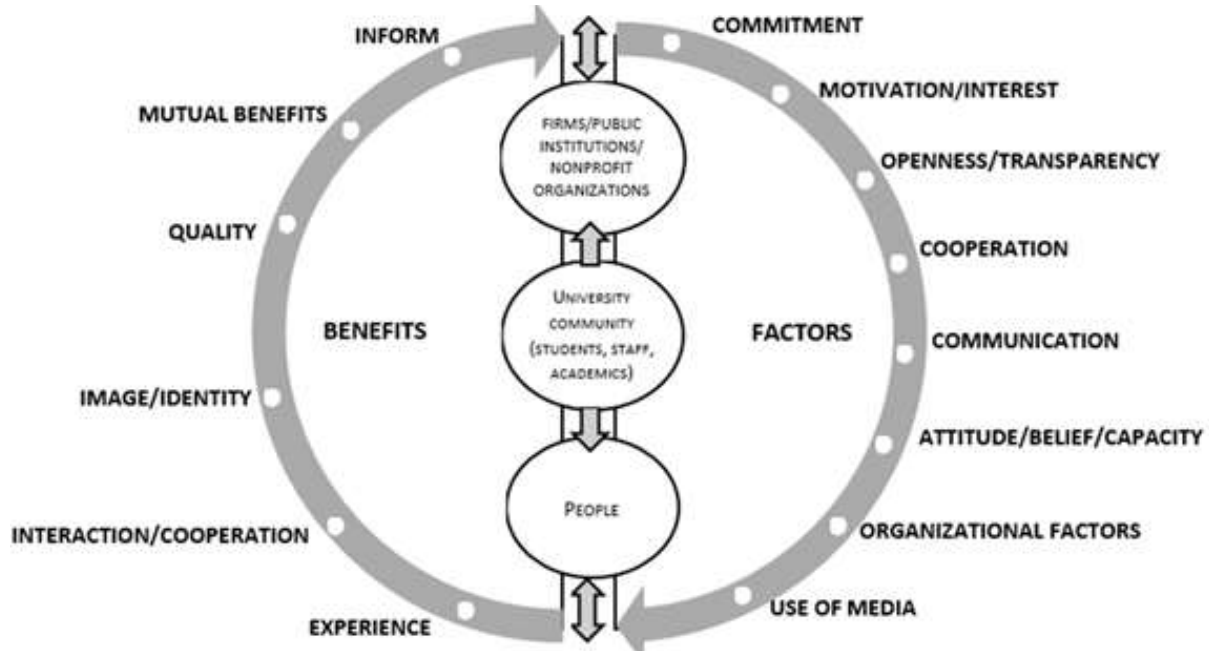 INFORM
MUTUAL BENEFITS
QUALITY
IMAGE/IDENTITY
INTERACTION/COOPERATION
EXPERIENCE
BENEFITS
FIRMS/PUBLIC
INSTITUTIONS/
NONPROFIT
ORGANIZATIONS
UNIVERSITY
COMMUNITY
(STUDENTS, STAFF,
ACADEMICS)
PEOPLE
FACTORS
COMMITMENT
MOTIVATION/INTEREST
OPENNESS/TRANSPARENCY
COOPERATION
COMMUNICATION
ATTITUDE/BELIEF/CAPACITY
ORGANIZATIONAL FACTORS
USE OF MEDIA